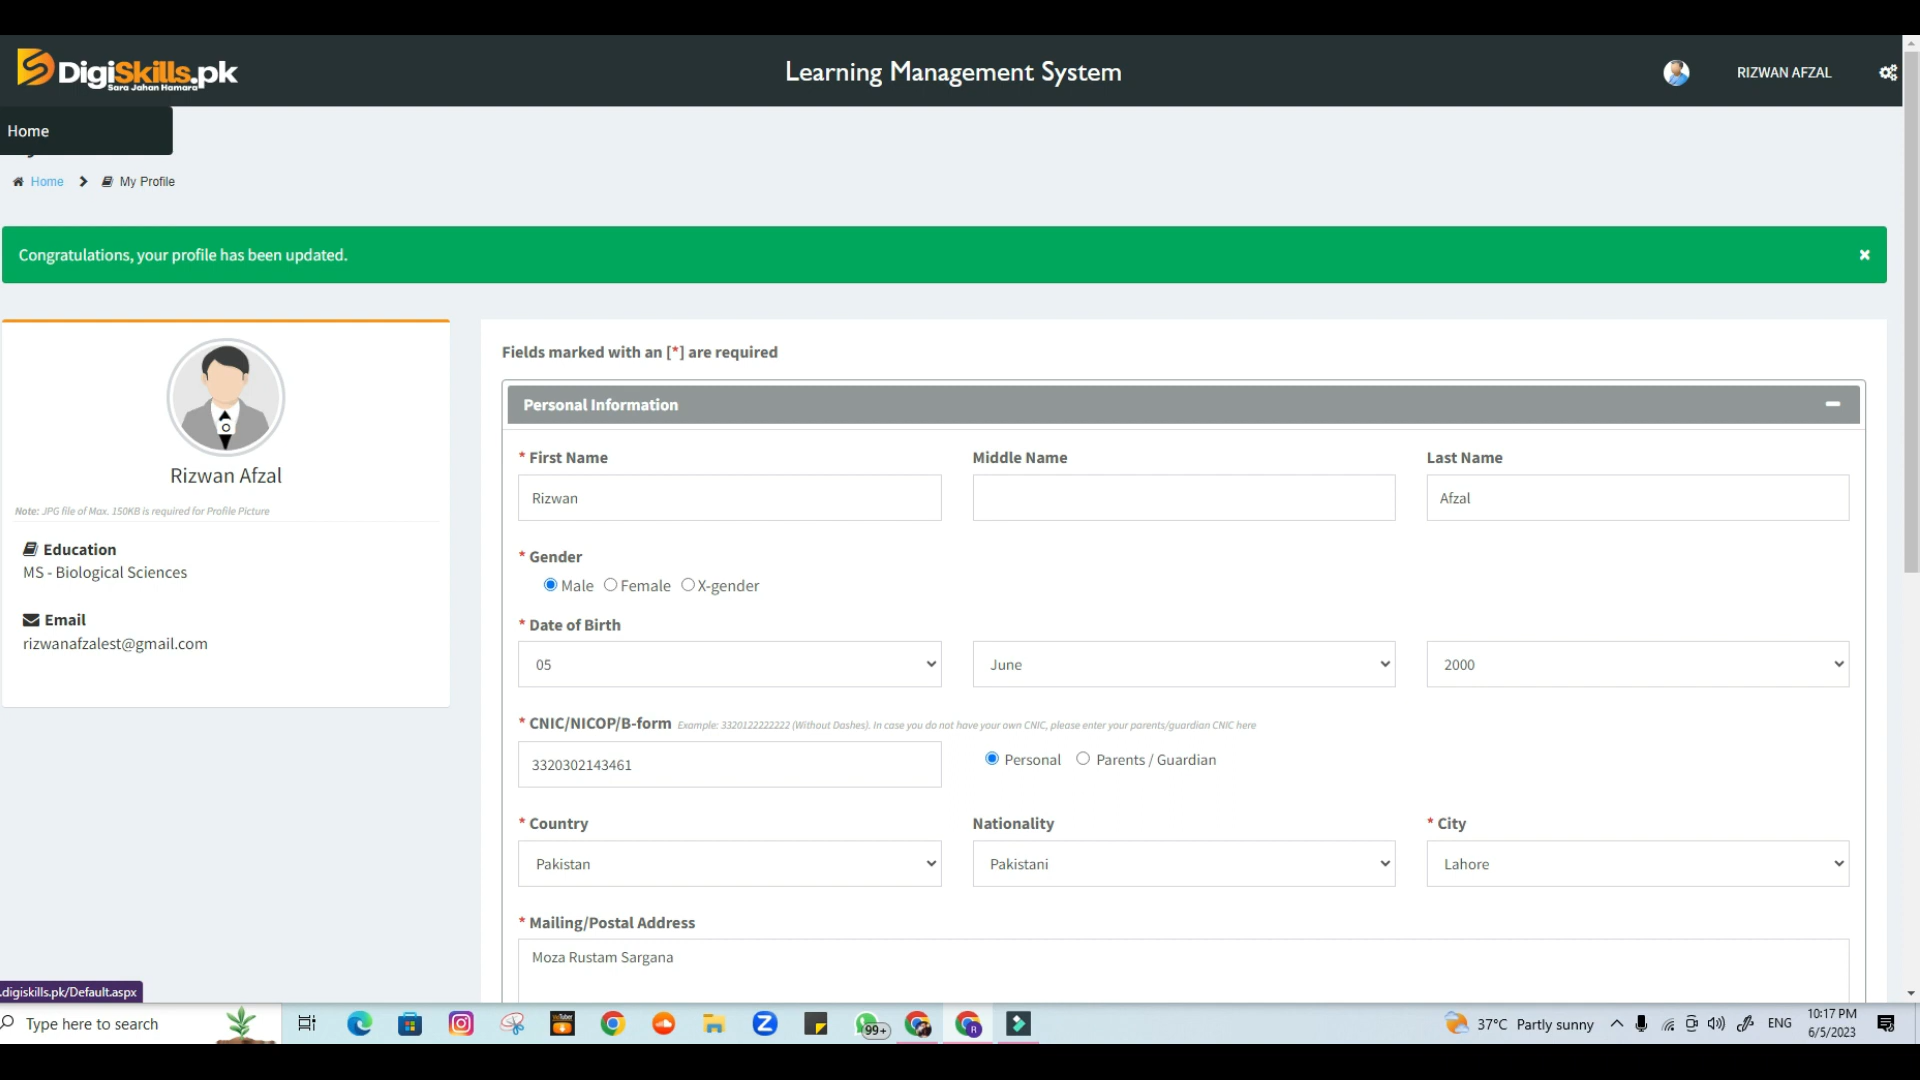 DigiSkills.pk
Sara Jahan Hamara
Learning Management System
RIZWAN AFZAL
Home
Home My Profile
Congratulations, your profile has been updated.
Rizwan Afzal
Note: JPG file of Max. 150KB is required for Profile Picture
Education
MS - Biological Sciences
Email
rizwanafzalest@gmail.com
Fields marked with an [*] are required
Personal Information
* First Name Middle Name Last Name
Rizwan Afzal
* Gender
Male Female X-gender
* Date of Birth
05 June 2000
* CNIC/NICOP/B-form Example: 3320122222222 (Without Dashes). In case you do not have your own CNIC, please enter your parents/guardian CNIC here
3320302143461 Personal Parents / Guardian
* Country Nationality * City
Pakistan Pakistani Lahore
* Mailing/Postal Address
Moza Rustam Sargana
.digiskills.pk/Default.aspx
Type here to search
99+
R
37°C Partly sunny
ENG
10:17 PM
6/5/2023